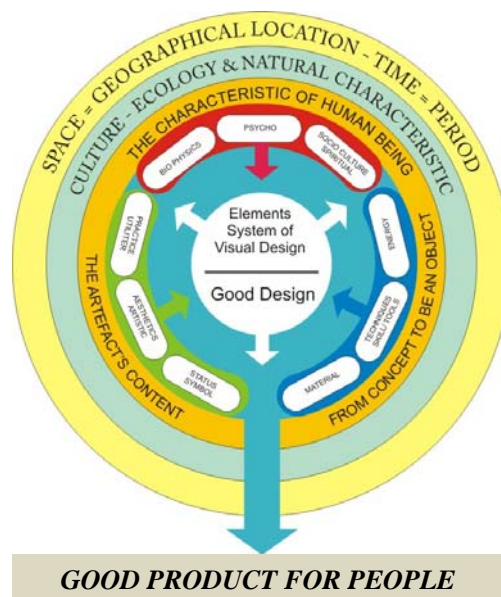 SPACE = GEOGRAPHICAL LOCATION - TIME = PERIOD
CULTURE - ECOLOGY & NATURAL CHARACTERISTIC
THE CHARACTERISTIC OF HUMAN BEING
BIO PHYSICS
PSYCHO
SOCIO CULTURE
SPIRITUAL
PRACTICE
UTILITER
AESTHETICS
ARTISTIC
STATUS
SYMBOL
THE ARTEFACT'S CONTENT
Elements
System of
Visual Design
Good Design
ENERGY
TECHNIQUES
SKILU TOOLS
MATERIAL
FROM CONCEPT TO BE AN OBJECT
GOOD PRODUCT FOR PEOPLE